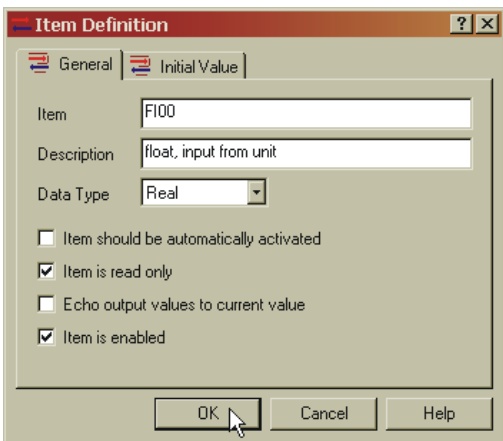 Item Definition
General
Initial Value
Item
FI00
Description
float, input from unit
Data Type
Real
Item should be automatically activated
Item is read only
Echo output values to current value
Item is enabled
OK
Cancel
Help